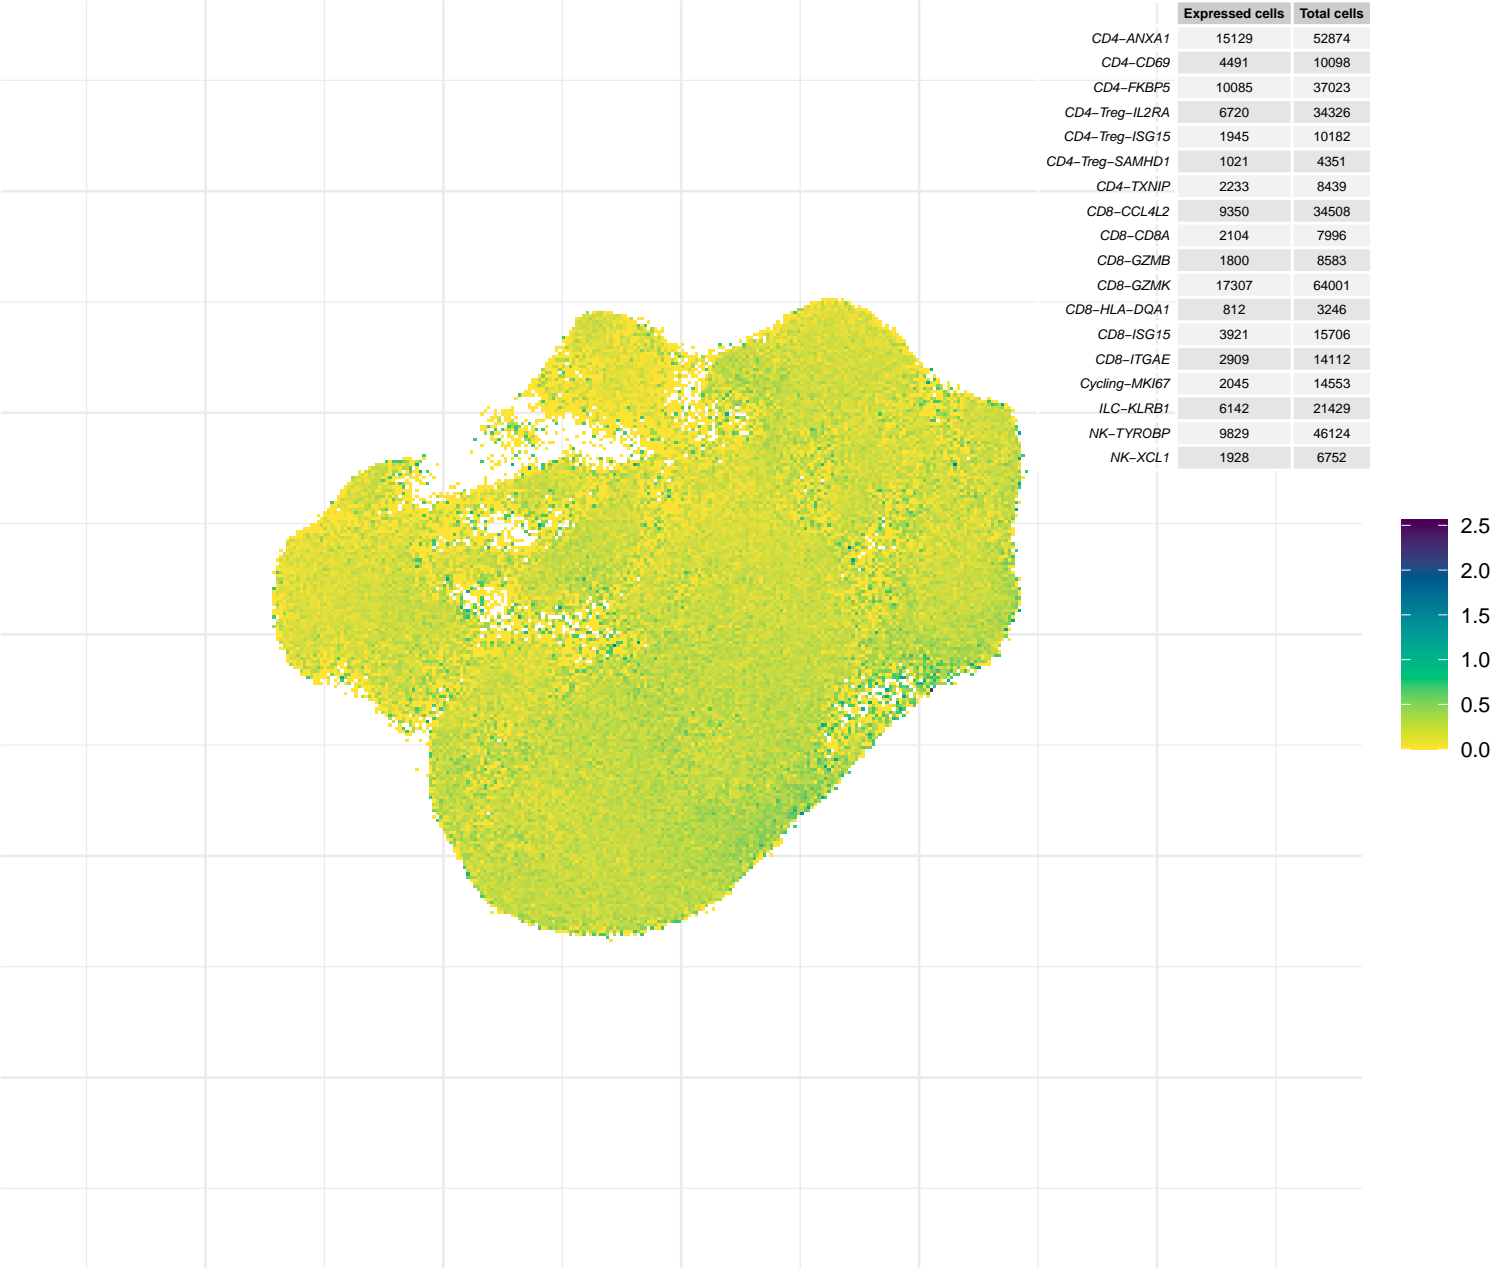 Expressed cells Total cells
CD4−ANXA1 15129 52874
CD4−CD69 4491 10098
CD4−FKBP5 10085 37023
CD4−Treg−IL2RA 6720 34326
CD4−Treg−ISG15 1945 10182
CD4−Treg−SAMHD1 1021 4351
CD4−TXNIP 2233 8439
CD8−CCL4L2 9350 34508
CD8−CD8A 2104 7996
CD8−GZMB 1800 8583
CD8−GZMK 17307 64001
CD8−HLA−DQA1 812 3246
CD8−ISG15 3921 15706
CD8−ITGAE 2909 14112
Cycling−MKI67 2045 14553
ILC−KLRB1 6142 21429
NK−TYROBP 9829 46124
NK−XCL1 1928 6752
2.5
2.0
1.5
1.0
0.5
0.0